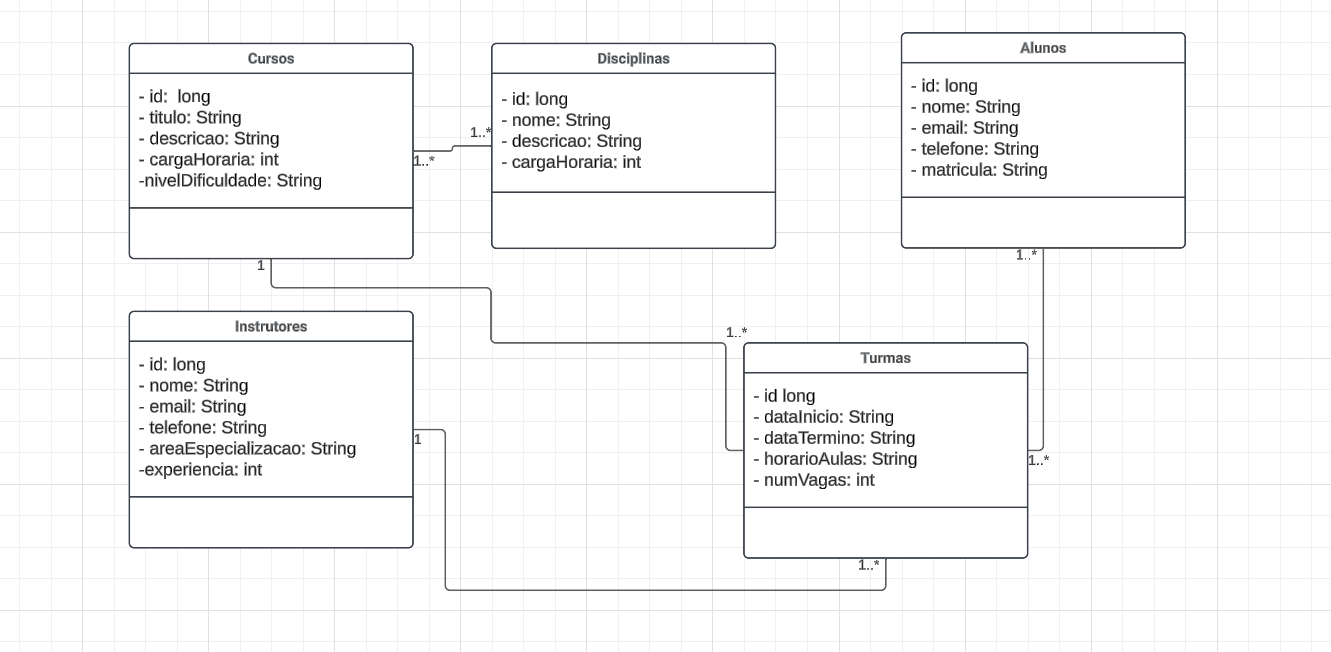 Cursos
- id:  long
- titulo: String
- descricao: String
- cargaHoraria: int
-nivelDificuldade: String
1..*
1..*
Disciplinas
- id: long
- nome: String
- descricao: String
- cargaHoraria: int
Alunos
- id: long
- nome: String
- email: String
- telefone: String
- matricula: String
1..*
1
Instrutores
- id: long
- nome: String
- email: String
- telefone: String
- areaEspecializacao: String
-experiencia: int
1
1..*
Turmas
- id long
- dataInicio: String
- dataTermino: String
- horarioAulas: String
- numVagas: int
1..*
1..*